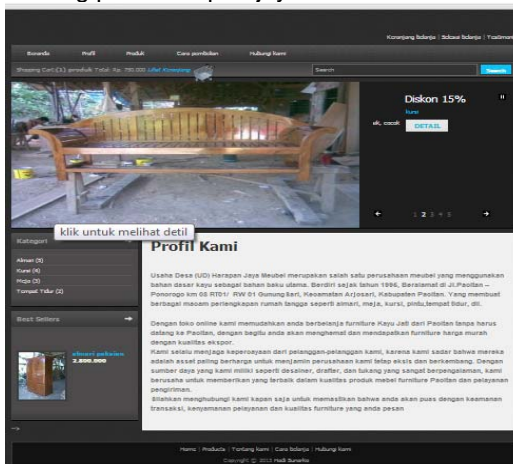 Keranjang Belanja | Selesai Belanja | Testimoni
Beranda Profil Produk Cara pembelian Hubungi kami
Shopping Cart:(1) produk Total: Rp. 750.000 Lihat Keranjang
Search
Search
Diskon 15%
kursi
ek, cocok
DETAIL
1 2 3 4 5
klik untuk melihat detil
Kategori
Almari (5)
Kursi (4)
Meja (3)
Tempat Tidur (2)
Best Sellers
almari pakaian
2.800.000
Profil Kami
Usaha Desa (UD) Harapan Jaya Meubel merupakan salah satu perusahaan meubel yang menggunakan
bahan dasar kayu sebagai bahan baku utama. Berdiri sejak tahun 1996, Beralamat di Jl.Pacitan –
Ponorogo km 08 RT01/ RW 01 GunungSari, Kecamatan Arjosari, Kabupaten Pacitan. Yang membuat
berbagai macam perlengkapan rumah tangga seperti almari, meja, kursi, pintu,tempat tidur, dll.
Dengan toko online kami memudahkan anda berbelanja furniture Kayu Jati dari Pacitan tanpa harus
datang ke Pacitan, dengan begitu anda akan menghemat dan mendapatkan furniture harga murah
dengan kualitas ekspor.
Kami selalu menjaga kepercayaan dari pelanggan-pelanggan kami, karena kami sadar bahwa mereka
adalah asset paling berharga untuk menjamin perusahaan kami tetap eksis dan berkembang. Dengan
sumber daya yang kami miliki seperti desainer, drafter, dan tukang yang sangat berpengalaman, kami
berusaha untuk memberikan yang terbaik dalam kualitas produk mebel furniture Pacitan dan pelayanan
pengiriman.
Silahkan menghubungi kami kapan saja untuk memastikan bahwa anda akan puas dengan keamanan
transaksi, kenyamanan pelayanan dan kualitas furniture yang anda pesan
Home | Products | Tentang kami | Cara Belanja | Hubungi Kami
Copyright © 2013 Hadi Sunarko